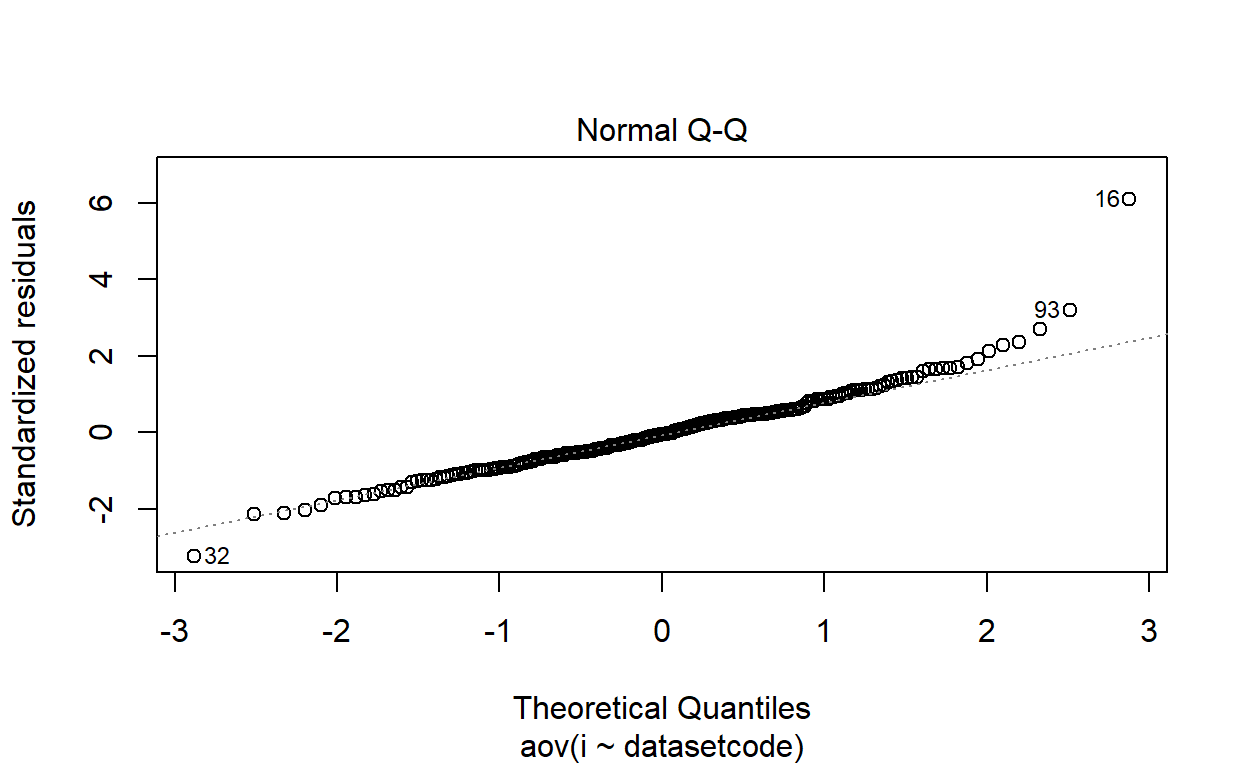 Normal Q-Q
Standardized residuals
6
4
2
0
-2
16
93
32
-3 -2 -1 0 1 2 3
Theoretical Quantiles
aov(i ~ datasetcode)